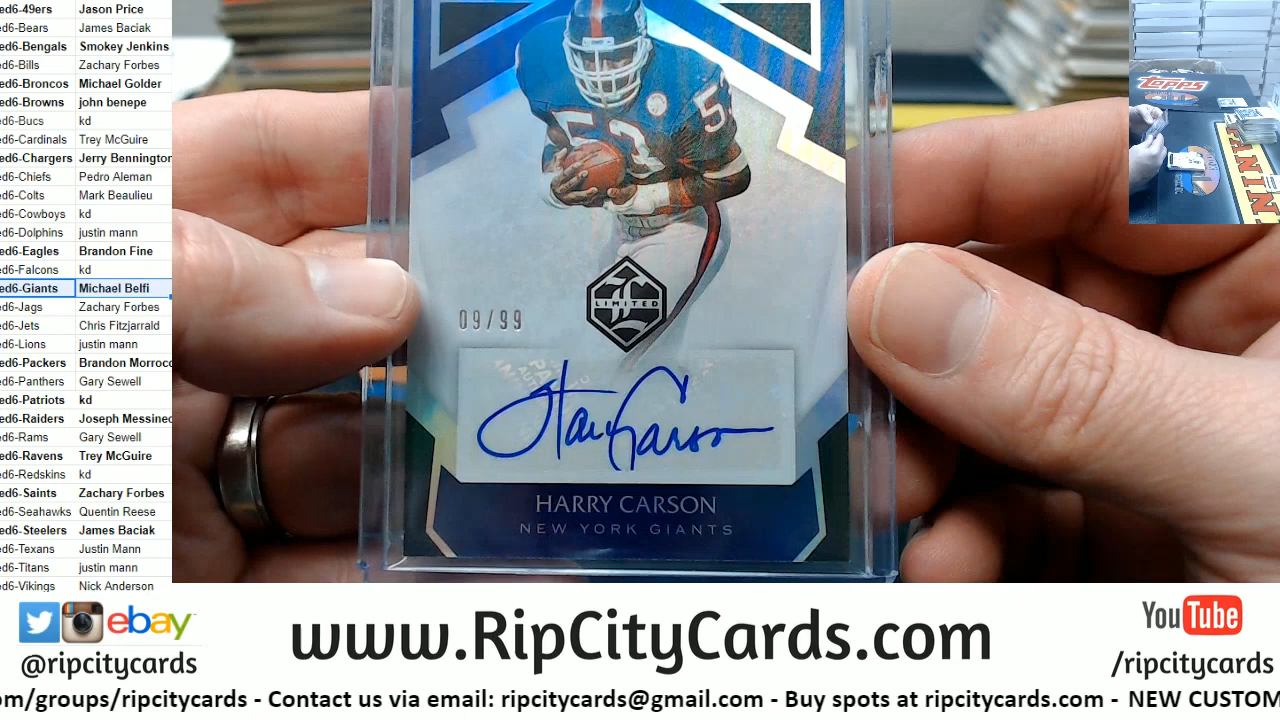 ed6-49ers Jason Price
ed6-Bears James Baciak
ed6-Bengals Smokey Jenkins
ed6-Bills Zachary Forbes
ed6-Broncos Michael Golder
ed6-Browns john benepe
ed6-Bucs kd
ed6-Cardinals Trey McGuire
ed6-Chargers Jerry Bennington
ed6-Chiefs Pedro Aleman
ed6-Colts Mark Beaulieu
ed6-Cowboys kd
ed6-Dolphins justin mann
ed6-Eagles Brandon Fine
ed6-Falcons kd
ed6-Giants Michael Belfi
ed6-Jags Zachary Forbes
ed6-Jets Chris Fitzjarrald
ed6-Lions justin mann
ed6-Packers Brandon Morroco
ed6-Panthers Gary Sewell
ed6-Patriots kd
ed6-Raiders Joseph Messineo
ed6-Rams Gary Sewell
ed6-Ravens Trey McGuire
ed6-Redskins kd
ed6-Saints Zachary Forbes
ed6-Seahawks Quentin Reese
ed6-Steelers James Baciak
ed6-Texans Justin Mann
ed6-Titans justin mann
ed6-Vikings Nick Anderson
53
53
LIMITED
09/99
Harry Carson
HARRY CARSON
NEW YORK GIANTS
TOPPS
PANINI
ebay
@ripcitycards
www.RipCityCards.com
YouTube
/ripcitycards
om/groups/ripcitycards - Contact us via email: ripcitycards@gmail.com - Buy spots at ripcitycards.com - NEW CUSTOM